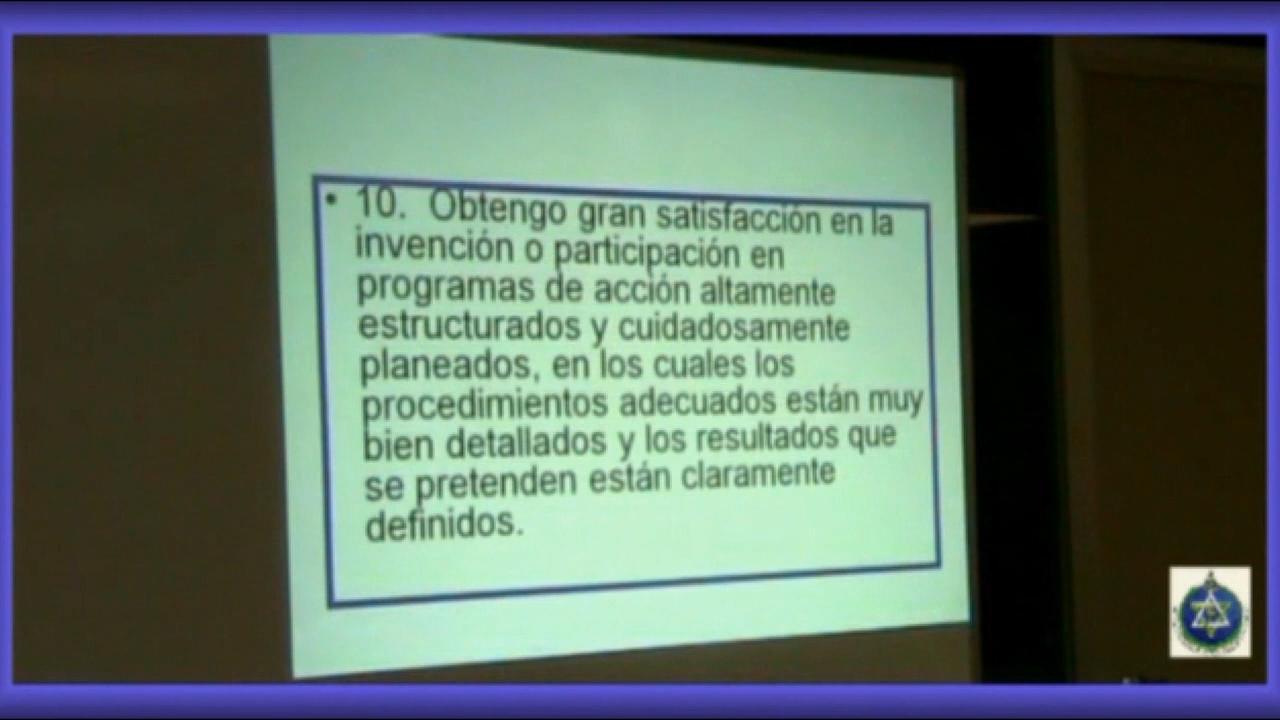 • 10. Obtengo gran satisfacción en la
invención o participación en
programas de acción altamente
estructurados y cuidadosamente
planeados, en los cuales los
procedimientos adecuados están muy
bien detallados y los resultados que
se pretenden están claramente
definidos.